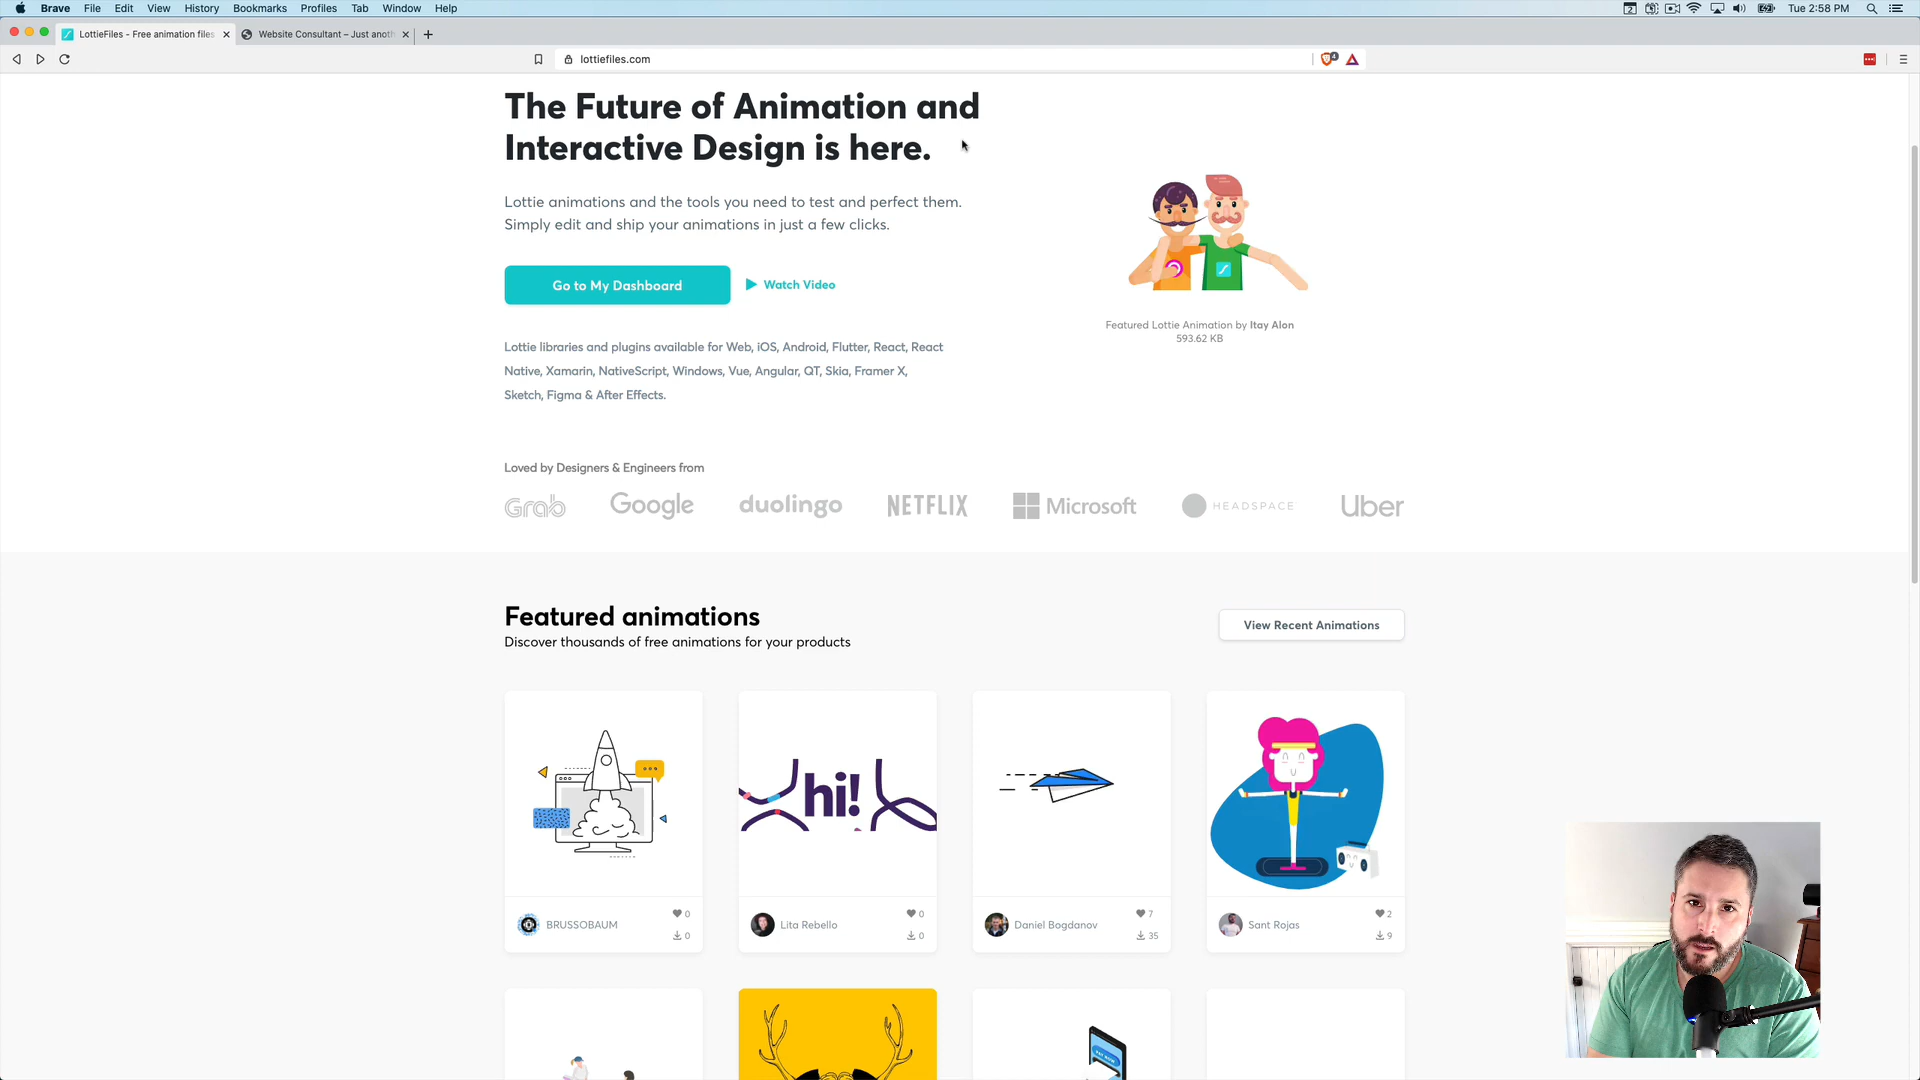 Brave File Edit View History Bookmarks Profiles Tab Window Help
Tue 2:58 PM
LottieFiles - Free animation files
Website Consultant – Just anot
lottiefiles.com
The Future of Animation and
Interactive Design is here.
Lottie animations and the tools you need to test and perfect them.
Simply edit and ship your animations in just a few clicks.
Go to My Dashboard
Watch Video
Lottie libraries and plugins available for Web, iOS, Android, Flutter, React, React
Native, Xamarin, NativeScript, Windows, Vue, Angular, QT, Skia, Framer X,
Sketch, Figma & After Effects.
Featured Lottie Animation by Itay Alon
593.62 KB
Loved by Designers & Engineers from
Grab Google duolingo NETFLIX Microsoft HEADSPACE Uber
Featured animations
Discover thousands of free animations for your products
View Recent Animations
hi!
BRUSSOBAUM
0
0
Lita Rebello
0
0
Daniel Bogdanov
7
35
Sant Rojas
2
9